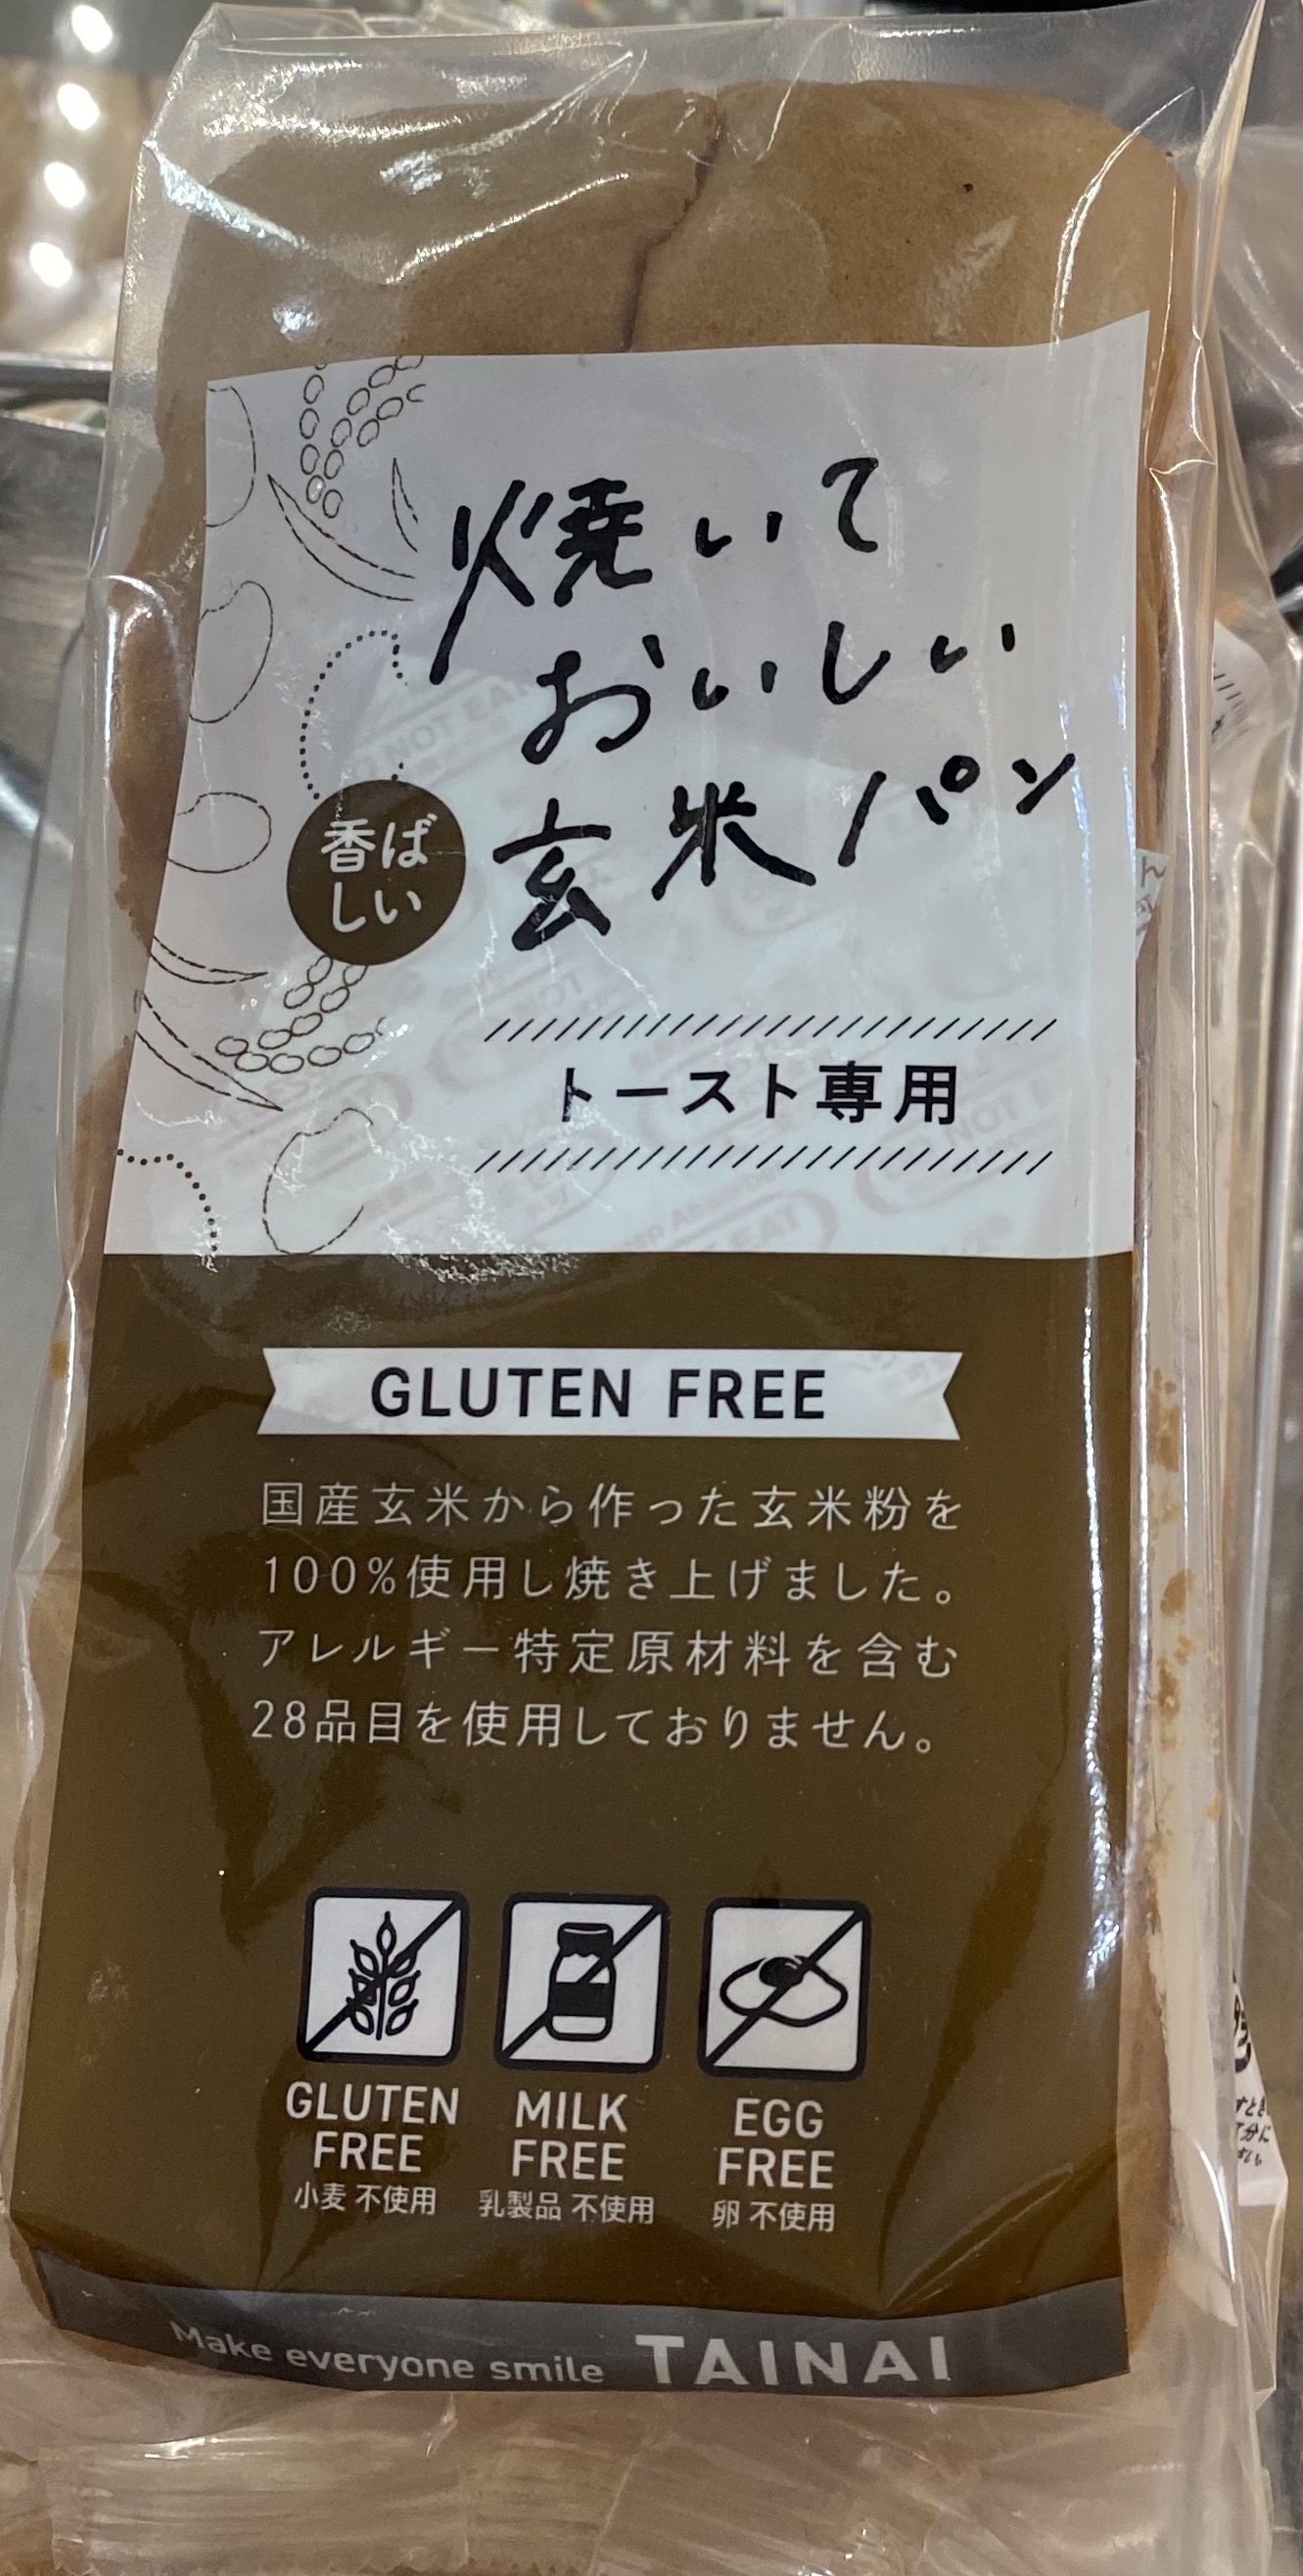 焼いて
おいしい
玄米パン
香ば
しい
トースト専用
GLUTEN FREE
国産玄米から作った玄米粉を
100%使用し焼き上げました。
アレルギー特定原材料を含む
28品目を使用しておりません。
GLUTEN
FREE
小麦 不使用
MILK
FREE
乳製品 不使用
EGG
FREE
卵 不使用
Make everyone smile TAINAI